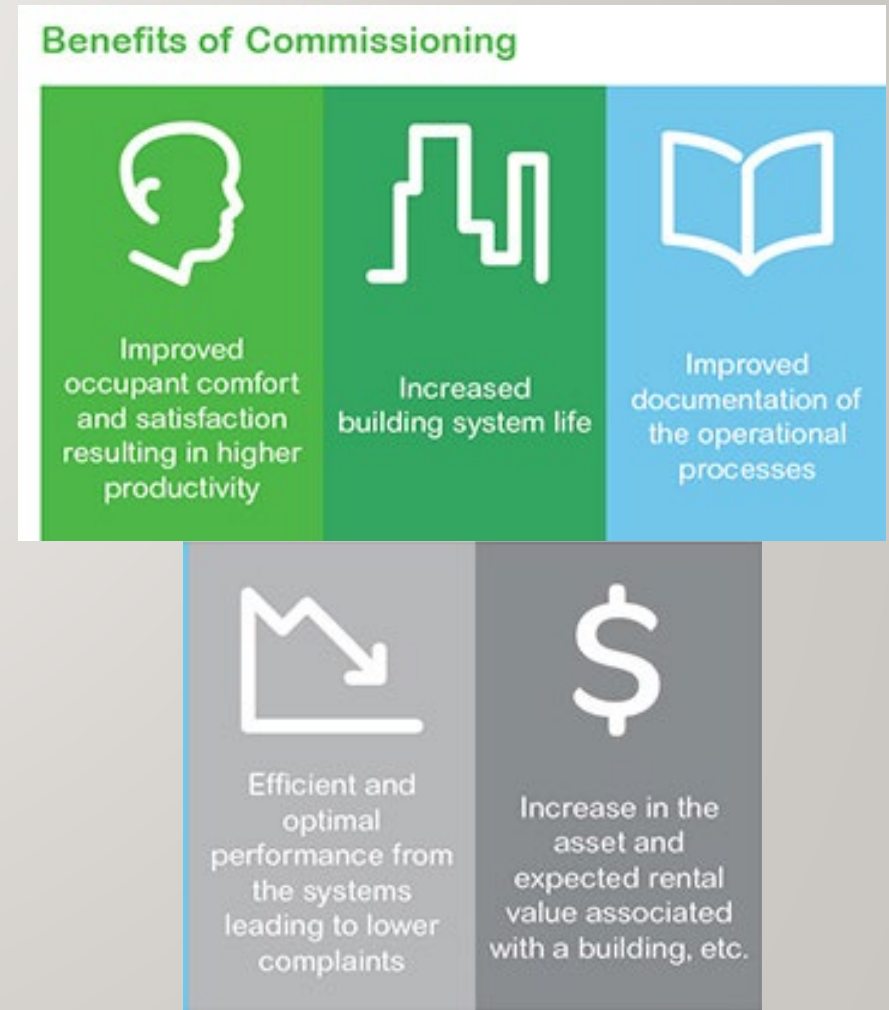 Benefits of Commissioning
Improved
occupant comfort
and satisfaction
resulting in higher
productivity
Increased
building system life
Improved
documentation of
the operational
processes
$
Efficient and
optimal
performance from
the systems
leading to lower
complaints
Increase in the
asset and
expected rental
value associated
with a building, etc.